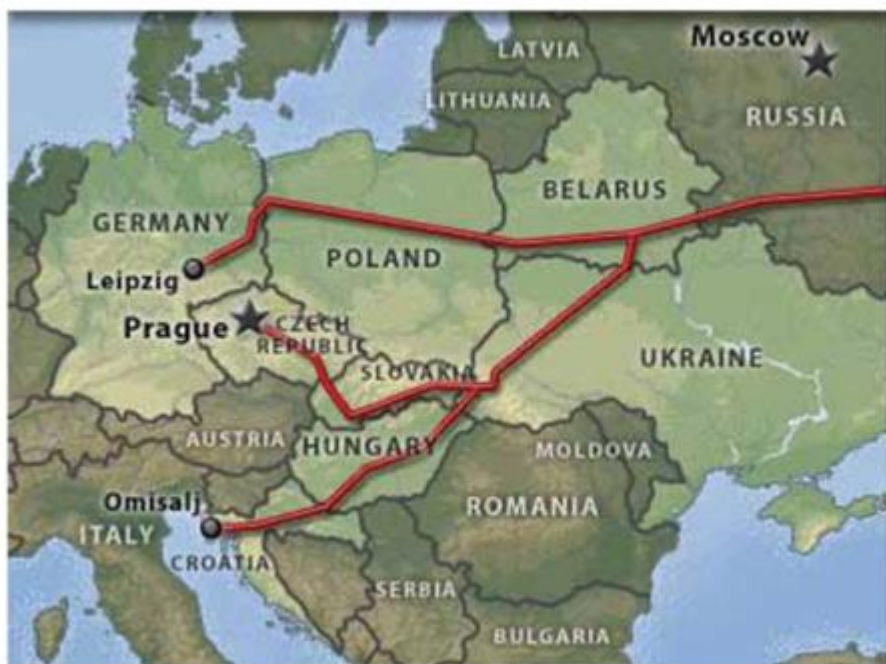 LATVIA
Moscow
LITHUANIA
RUSSIA
BELARUS
GERMANY
POLAND
Leipzig
Prague
CZECH
REPUBLIC
UKRAINE
SLOVAKIA
AUSTRIA
HUNGARY
MOLDOVA
Omisalj
ROMANIA
ITALY
CROATIA
SERBIA
BULGARIA